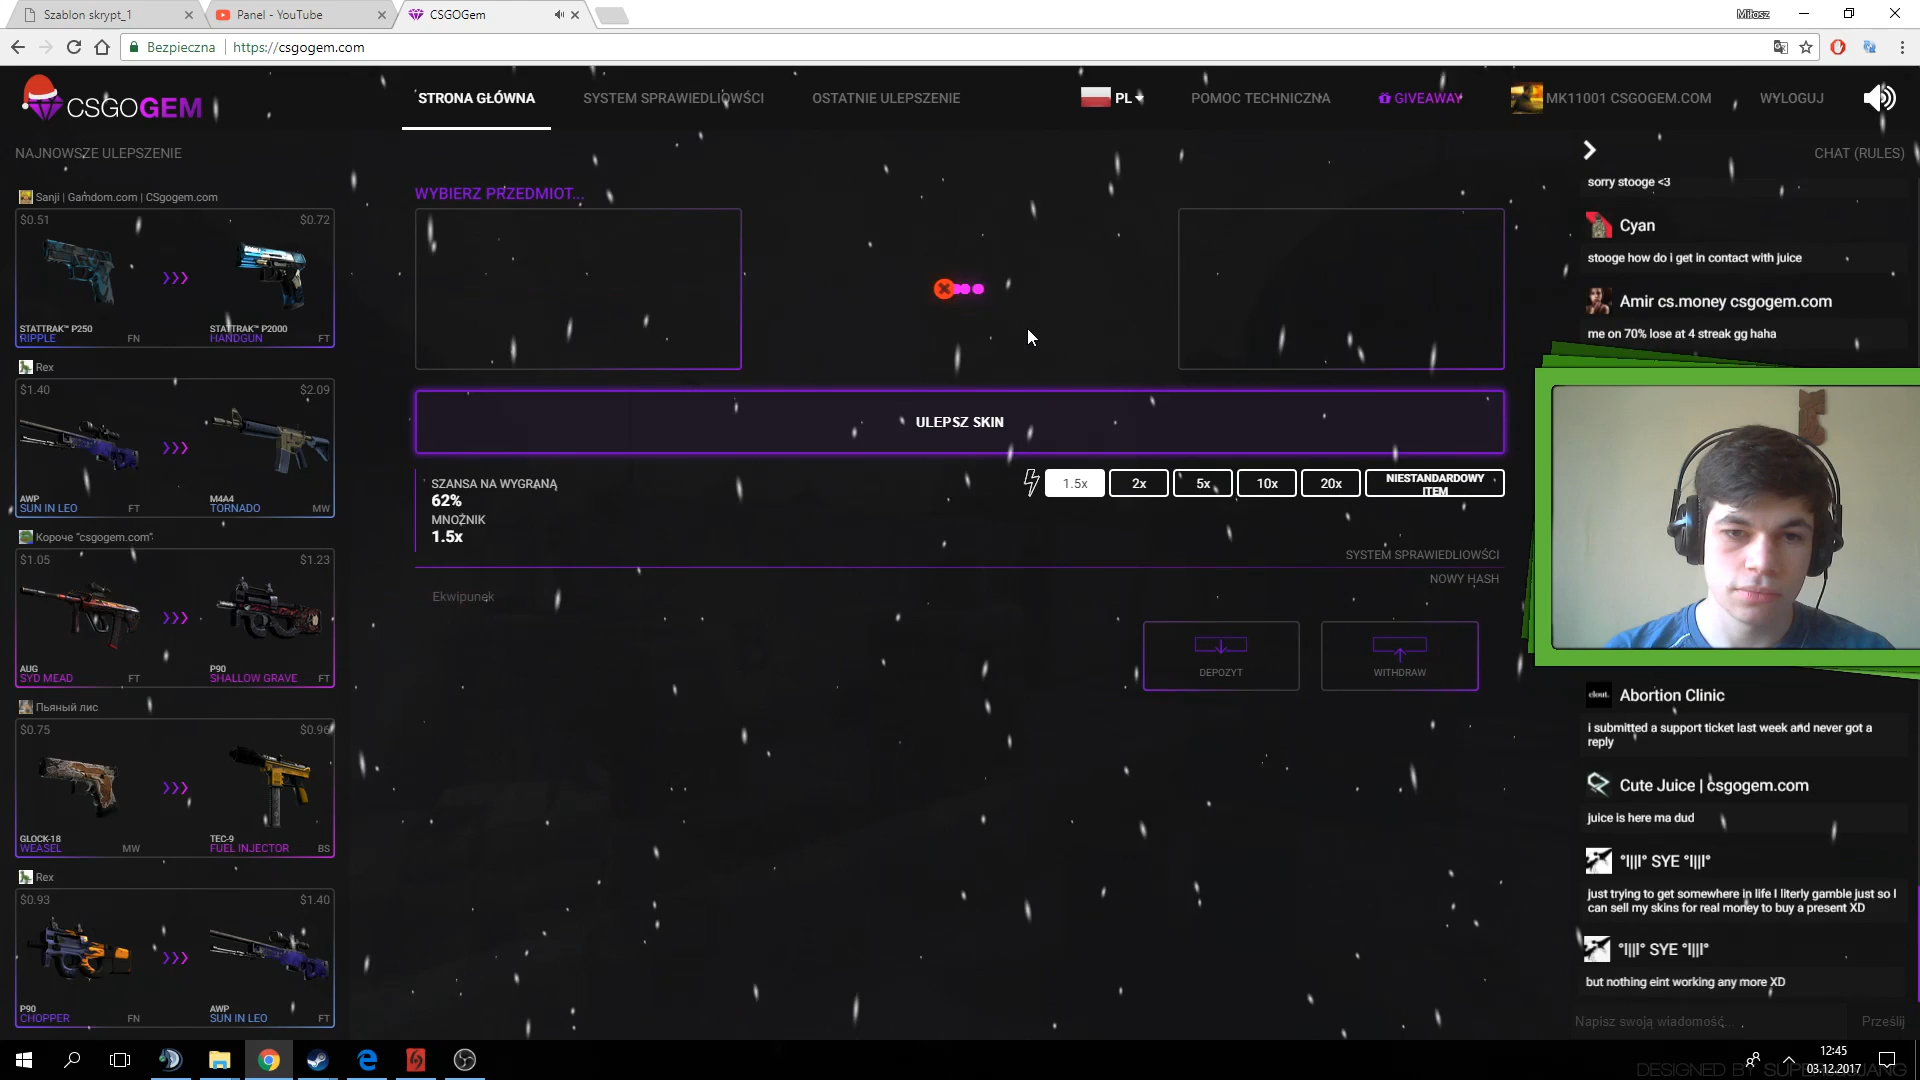 Szablon skrypt_1
Panel - YouTube
CSGOGem
Miłosz
Bezpieczna
https://csgogem.com
CSGOGEM
STRONA GŁÓWNA
SYSTEM SPRAWIEDLIWOŚCI
OSTATNIE ULEPSZENIE
PL
POMOC TECHNICZNA
GIVEAWAY
MK11001 CSGOGEM.COM
WYLOGUJ
NAJNOWSZE ULEPSZENIE
Sanji | Gamdom.com | CSgogem.com
$0.51
$0.72
STATTRAK™ P250
RIPPLE
FN
STATTRAK™ P2000
HANDGUN
FT
Rex
$1.40
$2.09
AWP
SUN IN LEO
FT
M4A4
TORNADO
MW
Короче "csgogem.com"
$1.05
$1.23
AUG
SYD MEAD
FT
P90
SHALLOW GRAVE
FT
Пьяный лис
$0.75
$0.96
GLOCK-18
WEASEL
MW
TEC-9
FUEL INJECTOR
BS
Rex
$0.93
$1.40
P90
CHOPPER
FN
AWP
SUN IN LEO
FT
WYBIERZ PRZEDMIOT...
ULEPSZ SKIN
SZANSA NA WYGRANĄ
62%
MNOŻNIK
1.5x
1.5x
2x
5x
10x
20x
NIESTANDARDOWY
ITEM
SYSTEM SPRAWIEDLIOWŚCI
NOWY HASH
Ekwipunek
DEPOZYT
WITHDRAW
CHAT (RULES)
sorry stooge <3
Cyan
stooge how do i get in contact with juice
Amir cs.money csgogem.com
me on 70% lose at 4 streak gg haha
clout.
Abortion Clinic
i submitted a support ticket last week and never got a
reply
Cute Juice | csgogem.com
juice is here ma dud
°l|||l° SYE °l|||l°
just trying to get somewhere in life I literly gamble just so I
can sell my skins for real money to buy a present XD
°l|||l° SYE °l|||l°
but nothing eint working any more XD
Napisz swoją wiadomość...
Prześlij
DESIGNED BY
12:45
03.12.2017